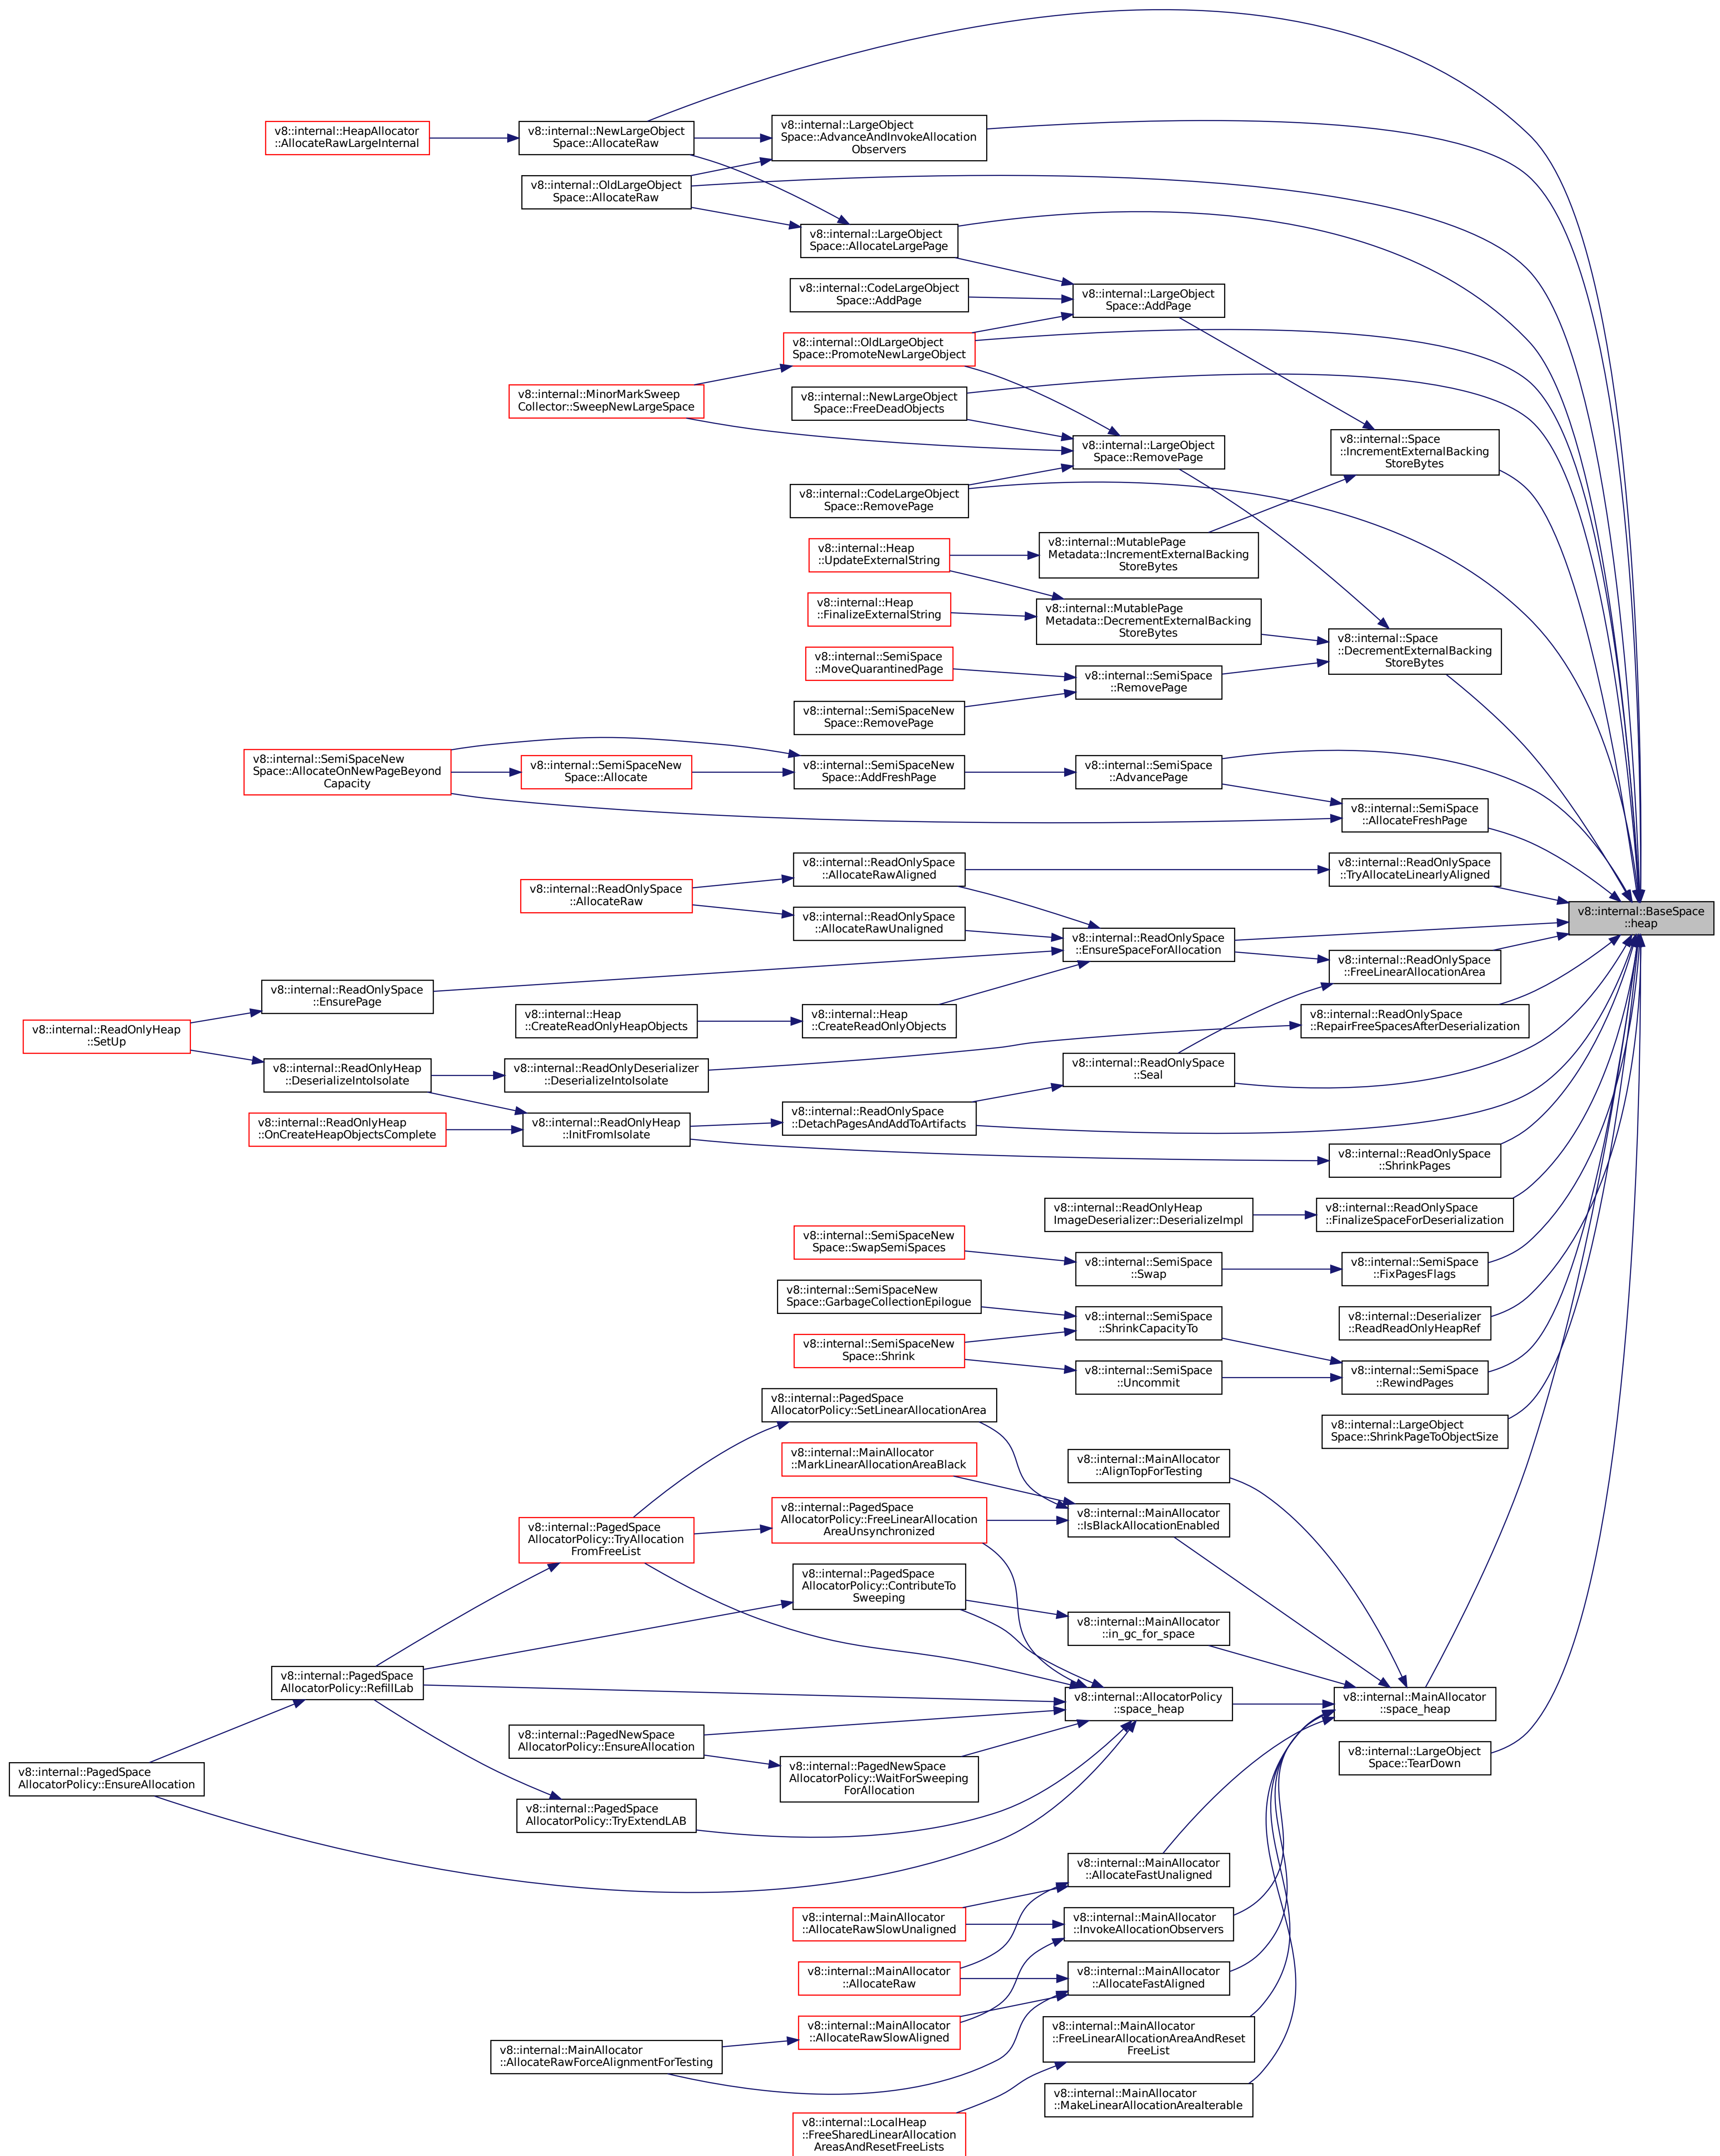 v8::internal::HeapAllocator
::AllocateRawLargeInternal
v8::internal::NewLargeObject
Space::AllocateRaw
v8::internal::LargeObject
Space::AdvanceAndInvokeAllocation
Observers
v8::internal::OldLargeObject
Space::AllocateRaw
v8::internal::LargeObject
Space::AllocateLargePage
v8::internal::CodeLargeObject
Space::AddPage
v8::internal::LargeObject
Space::AddPage
v8::internal::OldLargeObject
Space::PromoteNewLargeObject
v8::internal::MinorMarkSweep
Collector::SweepNewLargeSpace
v8::internal::NewLargeObject
Space::FreeDeadObjects
v8::internal::LargeObject
Space::RemovePage
v8::internal::Space
::IncrementExternalBacking
StoreBytes
v8::internal::CodeLargeObject
Space::RemovePage
v8::internal::Heap
::UpdateExternalString
v8::internal::MutablePage
Metadata::IncrementExternalBacking
StoreBytes
v8::internal::Heap
::FinalizeExternalString
v8::internal::MutablePage
Metadata::DecrementExternalBacking
StoreBytes
v8::internal::Space
::DecrementExternalBacking
StoreBytes
v8::internal::SemiSpace
::MoveQuarantinedPage
v8::internal::SemiSpace
::RemovePage
v8::internal::SemiSpaceNew
Space::RemovePage
v8::internal::SemiSpaceNew
Space::AllocateOnNewPageBeyond
Capacity
v8::internal::SemiSpaceNew
Space::Allocate
v8::internal::SemiSpaceNew
Space::AddFreshPage
v8::internal::SemiSpace
::AdvancePage
v8::internal::SemiSpace
::AllocateFreshPage
v8::internal::ReadOnlySpace
::AllocateRaw
v8::internal::ReadOnlySpace
::AllocateRawAligned
v8::internal::ReadOnlySpace
::TryAllocateLinearlyAligned
v8::internal::ReadOnlySpace
::AllocateRawUnaligned
v8::internal::BaseSpace
::heap
v8::internal::ReadOnlySpace
::EnsureSpaceForAllocation
v8::internal::ReadOnlySpace
::FreeLinearAllocationArea
v8::internal::ReadOnlySpace
::EnsurePage
v8::internal::Heap
::CreateReadOnlyHeapObjects
v8::internal::Heap
::CreateReadOnlyObjects
v8::internal::ReadOnlySpace
::RepairFreeSpacesAfterDeserialization
v8::internal::ReadOnlyHeap
::SetUp
v8::internal::ReadOnlyHeap
::DeserializeIntoIsolate
v8::internal::ReadOnlyDeserializer
::DeserializeIntoIsolate
v8::internal::ReadOnlySpace
::Seal
v8::internal::ReadOnlyHeap
::OnCreateHeapObjectsComplete
v8::internal::ReadOnlyHeap
::InitFromIsolate
v8::internal::ReadOnlySpace
::DetachPagesAndAddToArtifacts
v8::internal::ReadOnlySpace
::ShrinkPages
v8::internal::ReadOnlyHeap
ImageDeserializer::DeserializeImpl
v8::internal::ReadOnlySpace
::FinalizeSpaceForDeserialization
v8::internal::SemiSpaceNew
Space::SwapSemiSpaces
v8::internal::SemiSpace
::Swap
v8::internal::SemiSpace
::FixPagesFlags
v8::internal::SemiSpaceNew
Space::GarbageCollectionEpilogue
v8::internal::SemiSpace
::ShrinkCapacityTo
v8::internal::Deserializer
::ReadReadOnlyHeapRef
v8::internal::SemiSpaceNew
Space::Shrink
v8::internal::SemiSpace
::Uncommit
v8::internal::SemiSpace
::RewindPages
v8::internal::PagedSpace
AllocatorPolicy::SetLinearAllocationArea
v8::internal::LargeObject
Space::ShrinkPageToObjectSize
v8::internal::MainAllocator
::MarkLinearAllocationAreaBlack
v8::internal::MainAllocator
::AlignTopForTesting
v8::internal::PagedSpace
AllocatorPolicy::TryAllocation
FromFreeList
v8::internal::PagedSpace
AllocatorPolicy::FreeLinearAllocation
AreaUnsynchronized
v8::internal::MainAllocator
::IsBlackAllocationEnabled
v8::internal::PagedSpace
AllocatorPolicy::ContributeTo
Sweeping
v8::internal::MainAllocator
::in_gc_for_space
v8::internal::PagedSpace
AllocatorPolicy::RefillLab
v8::internal::AllocatorPolicy
::space_heap
v8::internal::MainAllocator
::space_heap
v8::internal::PagedNewSpace
AllocatorPolicy::EnsureAllocation
v8::internal::PagedNewSpace
AllocatorPolicy::WaitForSweeping
ForAllocation
v8::internal::LargeObject
Space::TearDown
v8::internal::PagedSpace
AllocatorPolicy::EnsureAllocation
v8::internal::PagedSpace
AllocatorPolicy::TryExtendLAB
v8::internal::MainAllocator
::AllocateFastUnaligned
v8::internal::MainAllocator
::AllocateRawSlowUnaligned
v8::internal::MainAllocator
::InvokeAllocationObservers
v8::internal::MainAllocator
::AllocateRaw
v8::internal::MainAllocator
::AllocateFastAligned
v8::internal::MainAllocator
::AllocateRawSlowAligned
v8::internal::MainAllocator
::AllocateRawForceAlignmentForTesting
v8::internal::MainAllocator
::FreeLinearAllocationAreaAndReset
FreeList
v8::internal::MainAllocator
::MakeLinearAllocationAreaIterable
v8::internal::LocalHeap
::FreeSharedLinearAllocation
AreasAndResetFreeLists